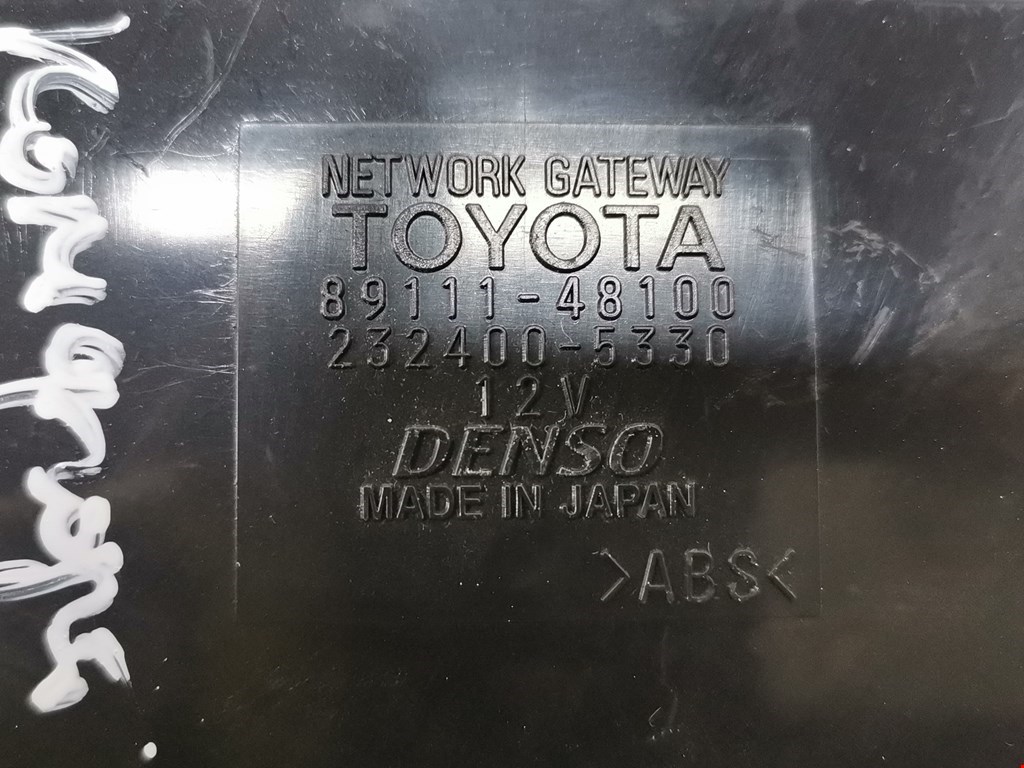 NETWORK GATEWAY
TOYOTA
89111-48100
232400-5330
12V
DENSO
MADE IN JAPAN
>ABS<